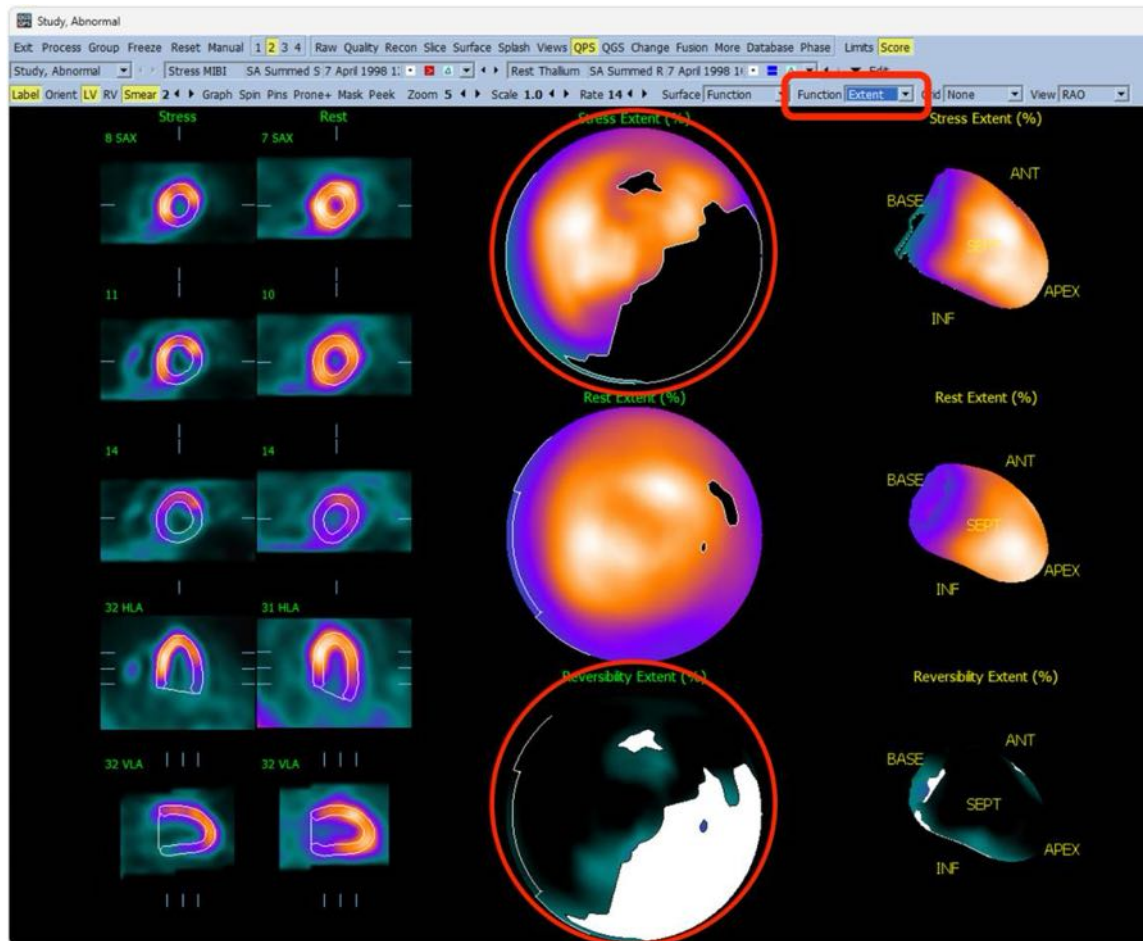 Study, Abnormal
Exit Process Group Freeze Reset Manual 1 2 3 4 Raw Quality Recon Slice Surface Splash Views QPS QGS Change Fusion More Database Phase Limits Score
Study, Abnormal Stress MIBI SA Summed S 7 April 1998 1 Rest Thallium SA Summed R 7 April 1998 1 Edit
Label Orient LV RV Smear 2 Graph Spin Pins Prone+ Mask Peek Zoom 5 Scale 1.0 Rate 14 Surface Function Function Extent Grid None View RAO
Stress Rest Stress Extent (%) Stress Extent (%)
8 SAX 7 SAX
ANT
BASE
SEPT
APEX
INF
11 10
Rest Extent (%) Rest Extent (%)
14 14
ANT
BASE
SEPT
APEX
INF
32 HLA 31 HLA
Reversibility Extent (%) Reversibility Extent (%)
ANT
BASE
SEPT
APEX
INF
32 VLA 32 VLA